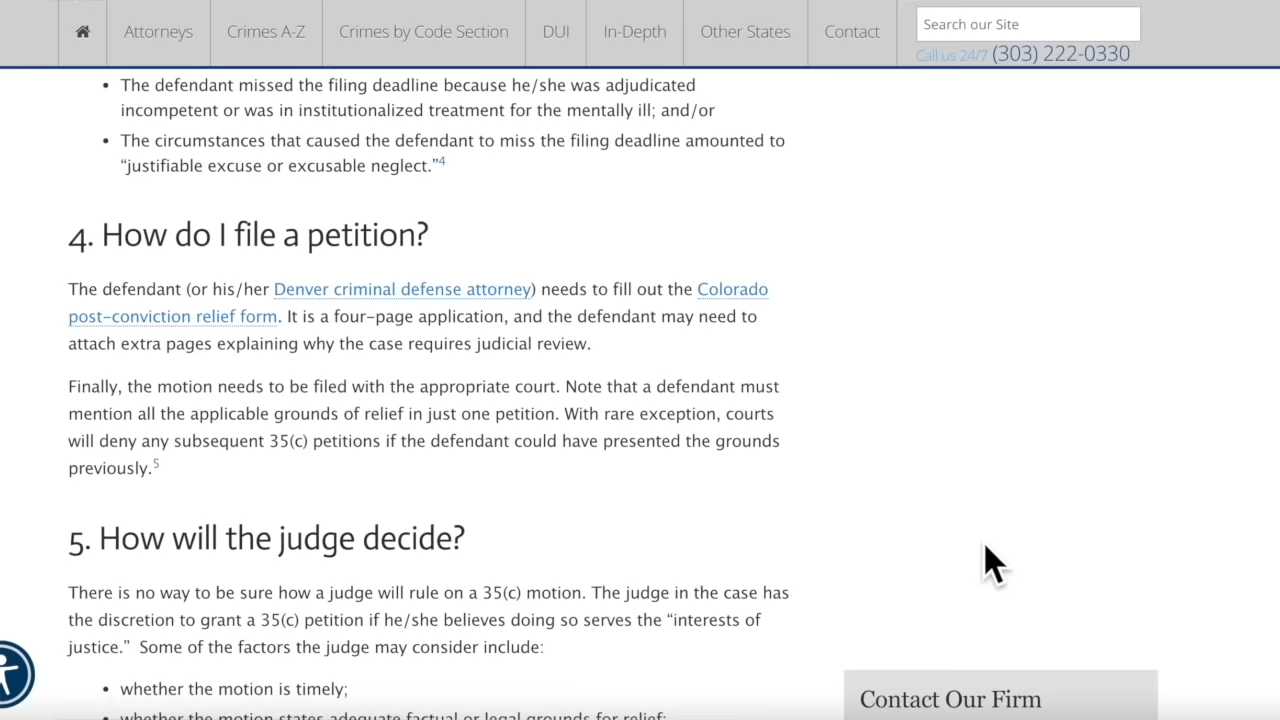 Attorneys
Crimes A-Z
Crimes by Code Section
DUI
In-Depth
Other States
Contact
Search our Site
Call us 24/7 (303) 222-0330
• The defendant missed the filing deadline because he/she was adjudicated
incompetent or was in institutionalized treatment for the mentally ill; and/or
• The circumstances that caused the defendant to miss the filing deadline amounted to
“justifiable excuse or excusable neglect.”4
4. How do I file a petition?
The defendant (or his/her Denver criminal defense attorney) needs to fill out the Colorado
post-conviction relief form. It is a four-page application, and the defendant may need to
attach extra pages explaining why the case requires judicial review.
Finally, the motion needs to be filed with the appropriate court. Note that a defendant must
mention all the applicable grounds of relief in just one petition. With rare exception, courts
will deny any subsequent 35(c) petitions if the defendant could have presented the grounds
previously.5
5. How will the judge decide?
There is no way to be sure how a judge will rule on a 35(c) motion. The judge in the case has
the discretion to grant a 35(c) petition if he/she believes doing so serves the “interests of
justice.” Some of the factors the judge may consider include:
• whether the motion is timely;
• whether the motion states adequate factual or legal grounds for relief;
Contact Our Firm